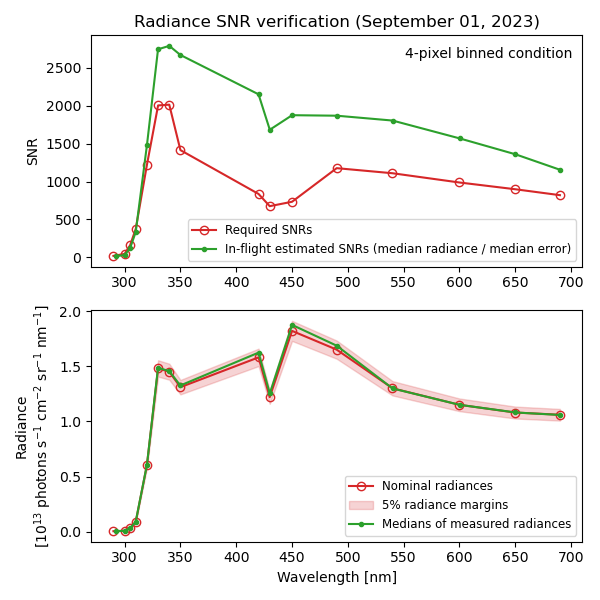 Radiance SNR verification (September 01, 2023)
4-pixel binned condition
SNR
2500
2000
1500
1000
500
0
Required SNRs
In-flight estimated SNRs (median radiance / median error)
300 350 400 450 500 550 600 650 700
Radiance
[10¹³ photons s⁻¹ cm⁻² sr⁻¹ nm⁻¹]
2.0
1.5
1.0
0.5
0.0
Nominal radiances
5% radiance margins
Medians of measured radiances
300 350 400 450 500 550 600 650 700
Wavelength [nm]